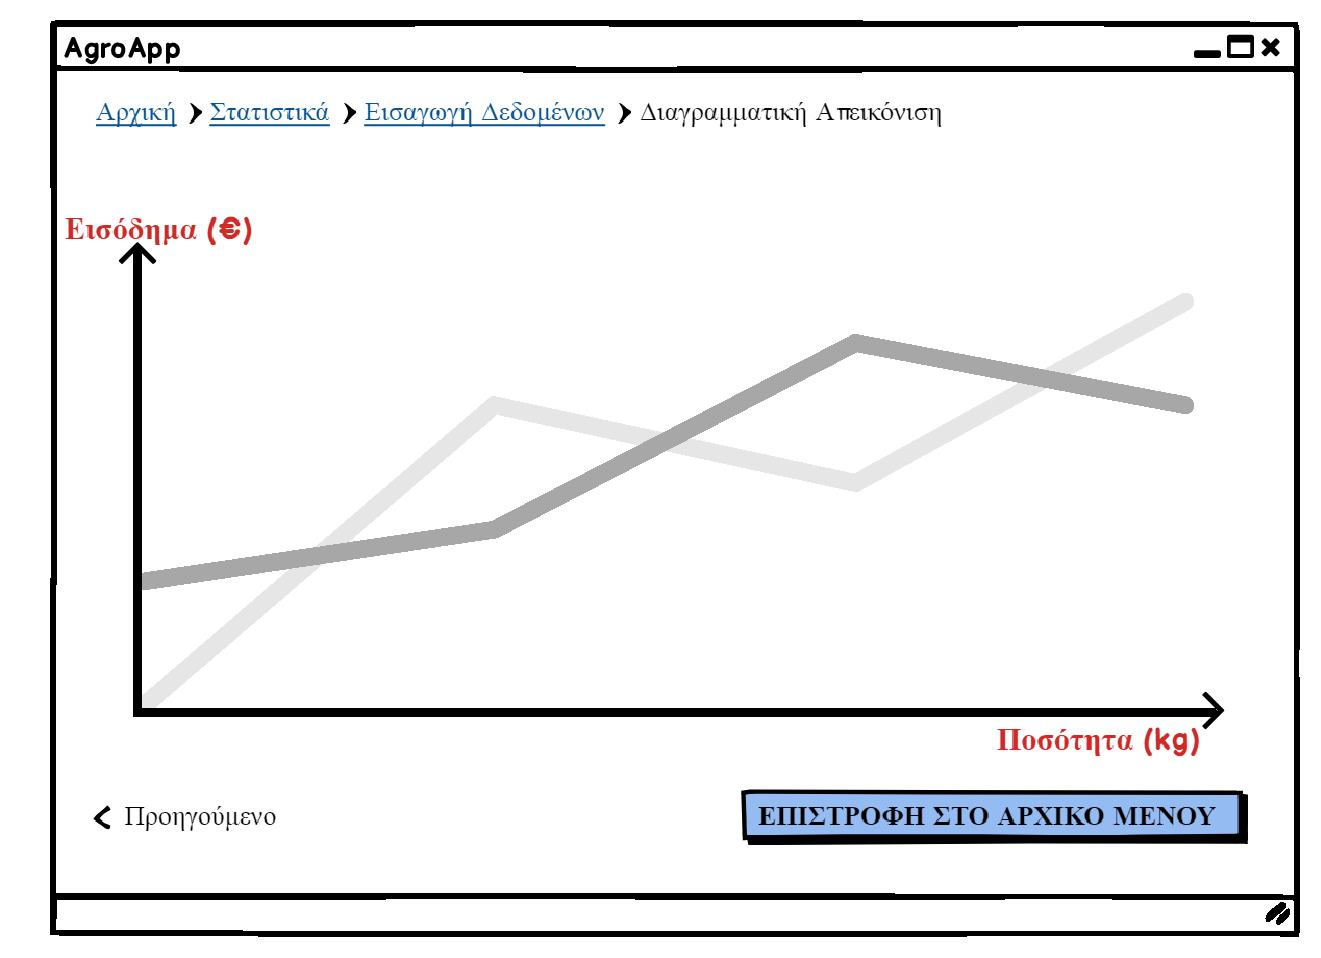 AgroApp
Αρχική > Στατιστικά > Εισαγωγή Δεδομένων > Διαγραμματική Απεικόνιση
Εισόδημα (€)
Ποσότητα (kg)
Προηγούμενο
ΕΠΙΣΤΡΟΦΗ ΣΤΟ ΑΡΧΙΚΟ ΜΕΝΟΥ